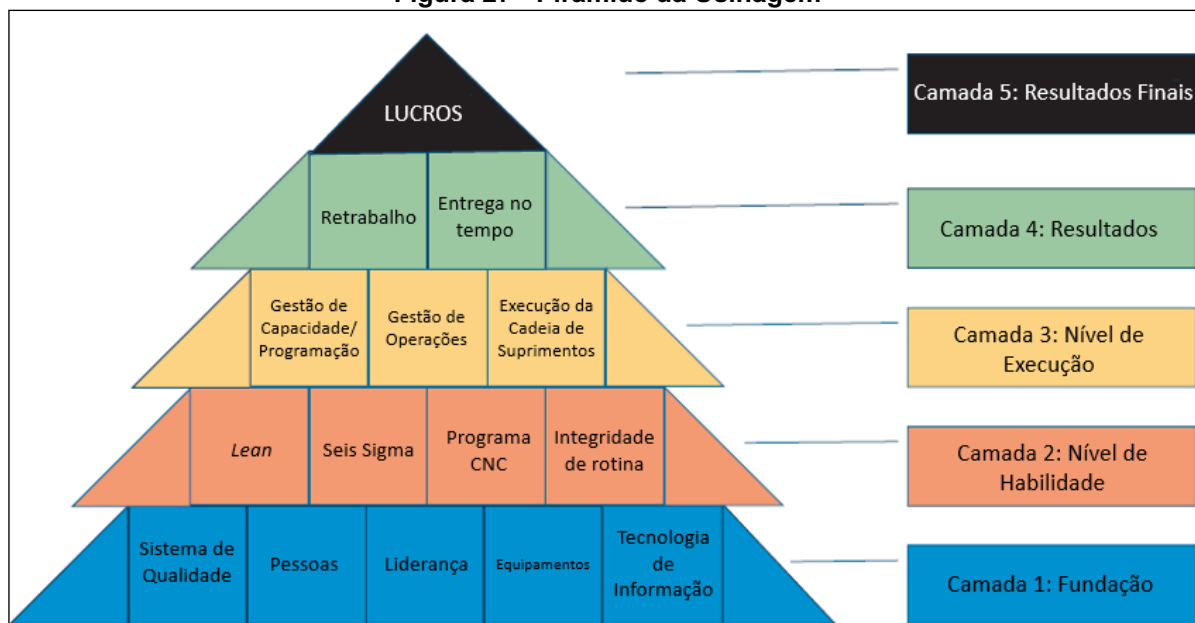 Figura
Pirâmide da Usinagem
LUCROS
Camada 5: Resultados Finais
Retrabalho
Entrega no
tempo
Camada 4: Resultados
Gestão de
Capacidade/
Programação
Gestão de
Operações
Execução da
Cadeia de
Suprimentos
Camada 3: Nível de
Execução
Lean
Seis Sigma
Programa
CNC
Integridade
de rotina
Camada 2: Nível de
Habilidade
Sistema de
Qualidade
Pessoas
Liderança
Equipamentos
Tecnologia
de
Informação
Camada 1: Fundação